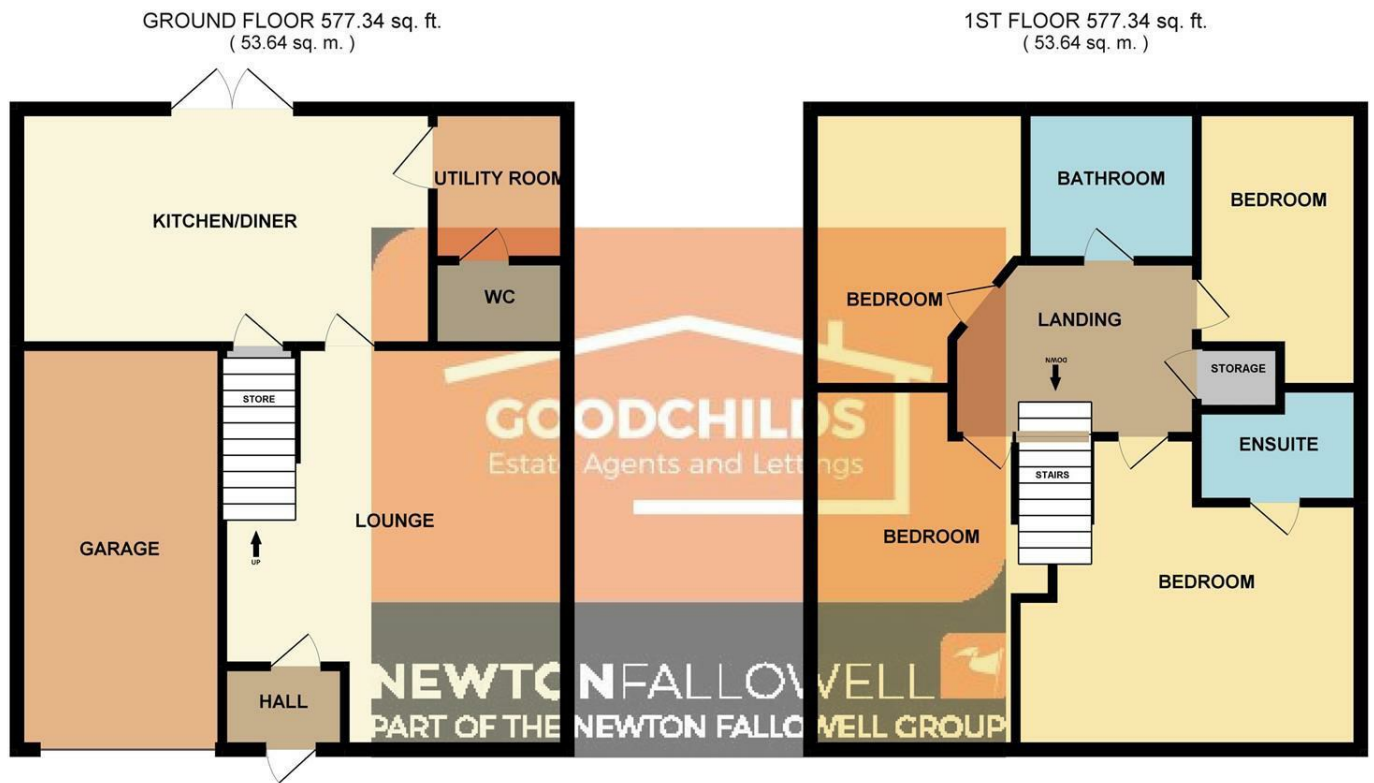 GROUND FLOOR 577.34 sq. ft.
( 53.64 sq. m. )
KITCHEN/DINER
UTILITY ROOM
WC
STORE
UP
LOUNGE
GARAGE
HALL
1ST FLOOR 577.34 sq. ft.
( 53.64 sq. m. )
BATHROOM
BEDROOM
BEDROOM
LANDING
DOWN
STORAGE
ENSUITE
STAIRS
BEDROOM
BEDROOM
GOODCHILDS
Estate Agents and Lettings
NEWTONFALLOWELL
PART OF THE NEWTON FALLOWELL GROUP